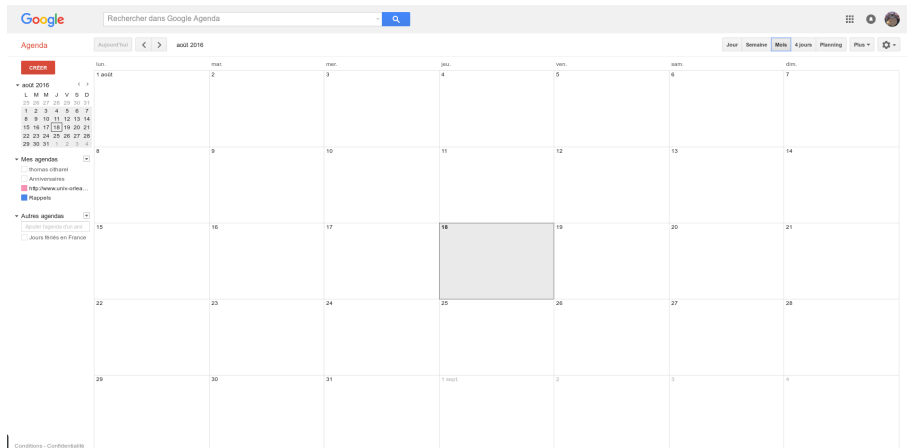 Google Rechercher dans Google Agenda
Agenda Aujourd'hui août 2016 Jour Semaine Mois 4 jours Planning Plus
CRÉER
août 2016
L M M J V S D
25 26 27 28 29 30 31
1 2 3 4 5 6 7
8 9 10 11 12 13 14
15 16 17 18 19 20 21
22 23 24 25 26 27 28
29 30 31 1 2 3 4
Mes agendas
thomas citharel
Anniversaires
http://www.univ-orlea...
Rappels
Autres agendas
Ajouter l'agenda d'un ami
Jours fériés en France
lun. mar. mer. jeu. ven. sam. dim.
1 août 2 3 4 5 6 7
8 9 10 11 12 13 14
15 16 17 18 19 20 21
22 23 24 25 26 27 28
29 30 31 1 sept. 2 3 4
Conditions - Confidentialité